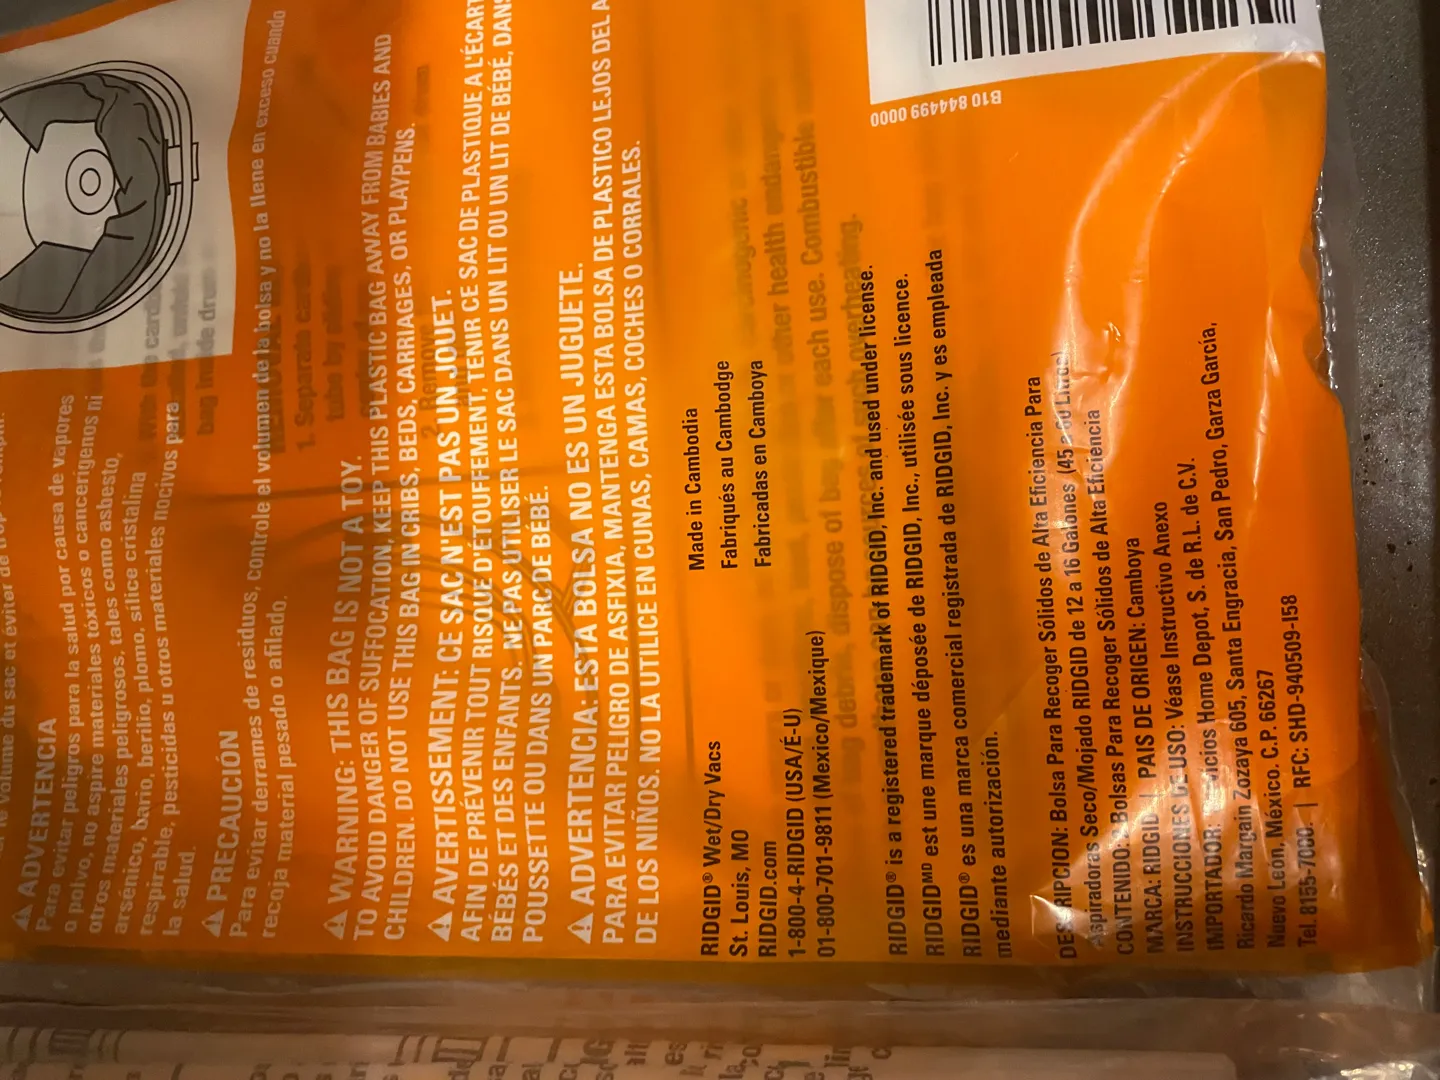 ADVERTENCIA
Para evitar peligros para la salud por causa de vapores
o polvo, no aspire materiales tóxicos o cancerígenos ni
otros materiales peligrosos, tales como asbesto,
arsénico, bario, berilio, plomo, sílice cristalina
respirable, pesticidas u otros materiales nocivos para
la salud.
PRECAUCIÓN
Para evitar derrames de residuos, controle el volumen de la bolsa y no la llene en exceso cuando
recoja material pesado o afilado.
WARNING: THIS BAG IS NOT A TOY.
TO AVOID DANGER OF SUFFOCATION, KEEP THIS PLASTIC BAG AWAY FROM BABIES AND
CHILDREN. DO NOT USE THIS BAG IN CRIBS, BEDS, CARRIAGES, OR PLAYPENS.
AVERTISSEMENT: CE SAC N'EST PAS UN JOUET.
AFIN DE PRÉVENIR TOUT RISQUE D'ÉTOUFFEMENT, TENIR CE SAC DE PLASTIQUE A L'ÉCART
BÉBÉS ET DES ENFANTS. NE PAS UTILISER LE SAC DANS UN LIT OU UN LIT DE BÉBÉ, DANS
POUSSETTE OU DANS UN PARC DE BÉBÉ.
ADVERTENCIA: ESTA BOLSA NO ES UN JUGUETE.
PARA EVITAR PELIGRO DE ASFIXIA, MANTENGA ESTA BOLSA DE PLASTICO LEJOS DEL A
DE LOS NIÑOS. NO LA UTILICE EN CUNAS, CAMAS, COCHES O CORRALES.
RIDGID® Wet/Dry Vacs
St. Louis, MO
RIDGID.com
1-800-4-RIDGID (USA/É-U)
01-800-701-9811 (Mexico/Mexique)
Made in Cambodia
Fabriqués au Cambodge
Fabricadas en Camboya
RIDGID® is a registered trademark of RIDGID, Inc. and used under license.
RIDGIDMD est une marque déposée de RIDGID, Inc., utilisée sous licence.
RIDGID® es una marca comercial registrada de RIDGID, Inc. y es empleada
mediante autorización.
DESCRIPCION: Bolsa Para Recoger Sólidos de Alta Eficiencia Para
Aspiradoras Seco/Mojado RIDGID de 12 a 16 Galones (45 a 60 Litros)
CONTENIDO: 2 Bolsas Para Recoger Sólidos de Alta Eficiencia
MARCA: RIDGID | PAIS DE ORIGEN: Camboya
INSTRUCCIONES DE USO: Véase Instructivo Anexo
IMPORTADOR: Servicios Home Depot, S. de R.L. de C.V.
Ricardo Margain Zozaya 605, Santa Engracia, San Pedro, Garza García,
Nuevo León, México. C.P. 66267
Tel. 8155-7000. | RFC: SHD-940509-I58
B10 844499 0000